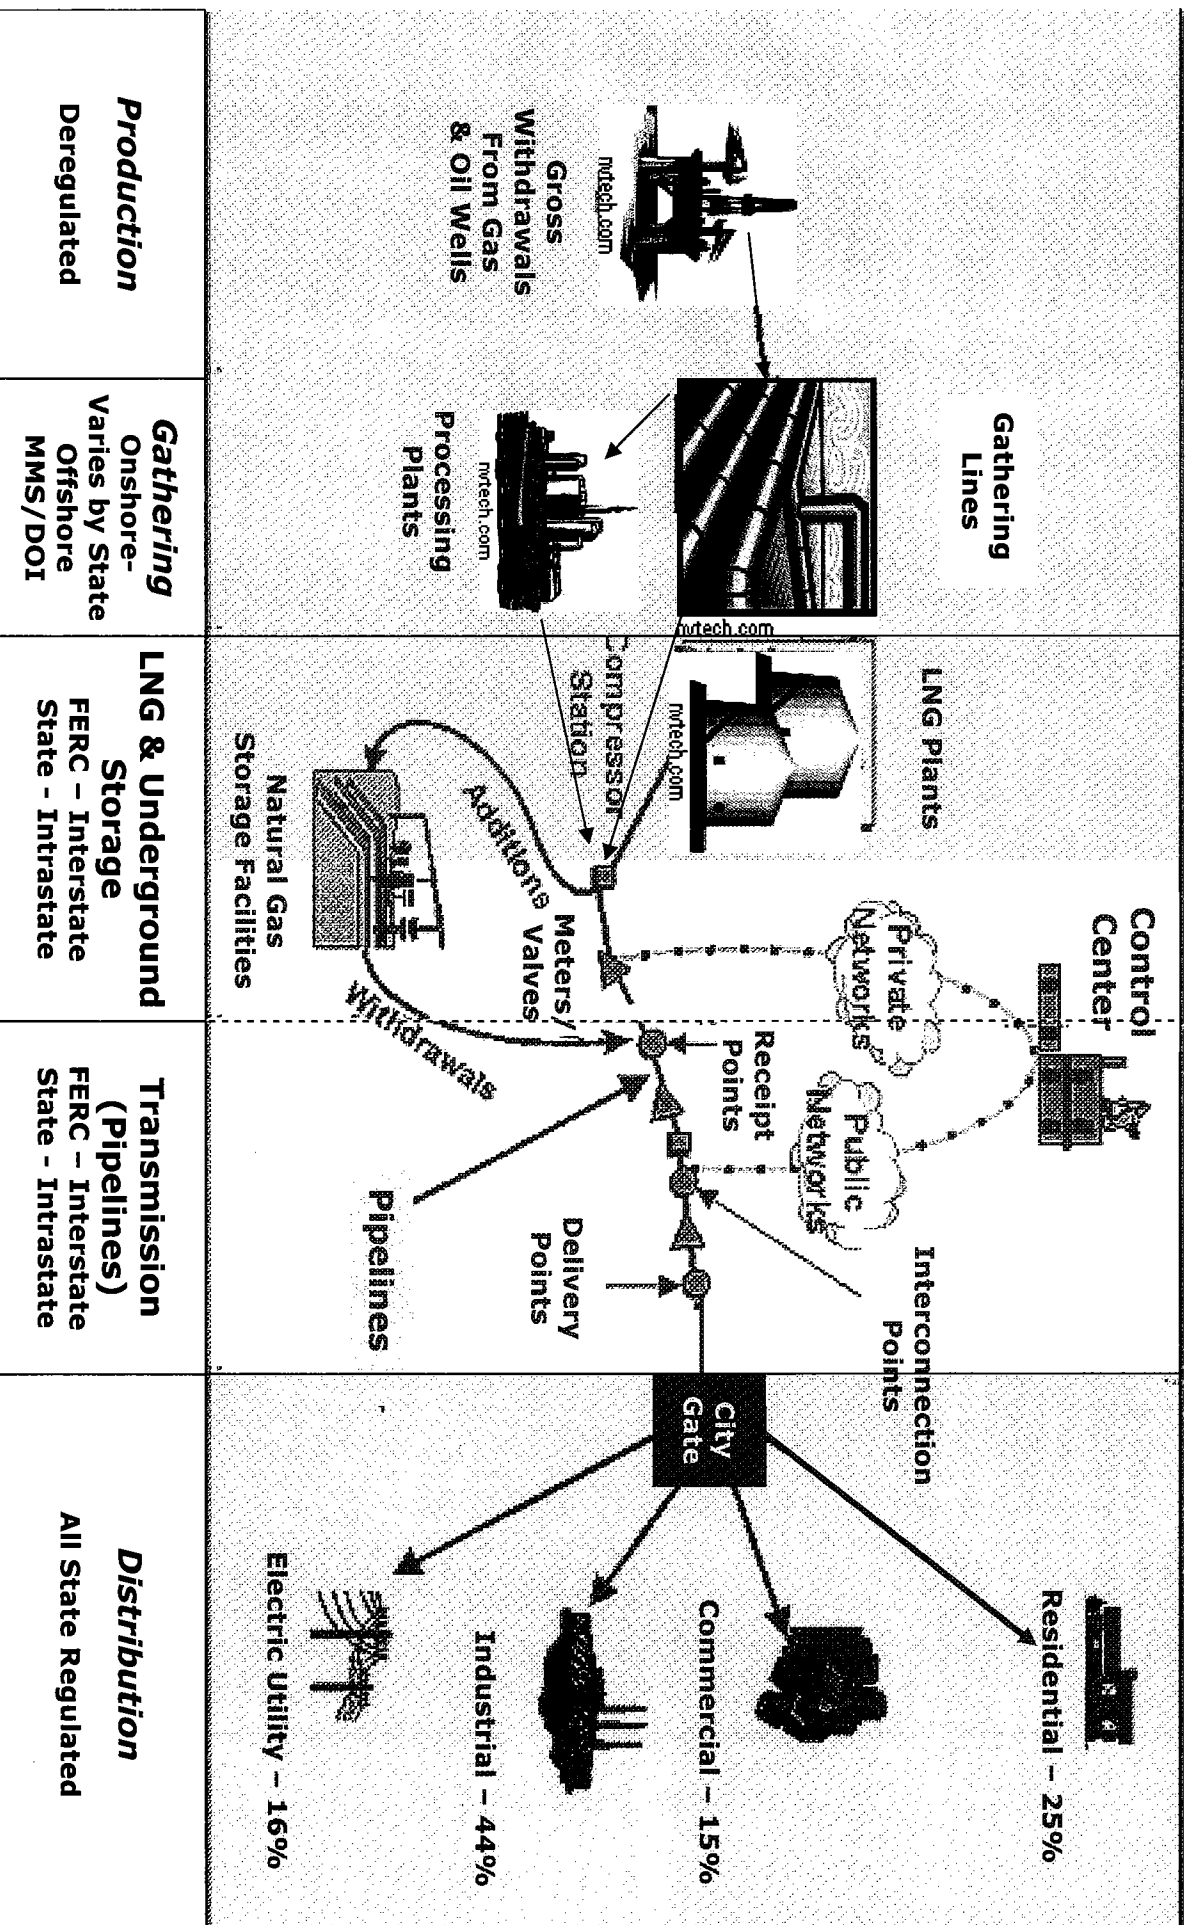 Gross
Withdrawals
From Gas
& Oil Wells
nvtech.com
Gathering
Lines
nvtech.com
Processing
Plants
nvtech.com
LNG Plants
nvtech.com
Compressor
Station
Additions
Natural Gas
Storage Facilities
Withdrawals
Meters/
Valves
Control
Center
Private
Networks
Public
Networks
Receipt
Points
Interconnection
Points
Delivery
Points
Pipelines
City
Gate
Residential – 25%
Commercial – 15%
Industrial – 44%
Electric Utility – 16%
Production
Deregulated
Gathering
Onshore-
Varies by State
Offshore
MMS/DOI
LNG & Underground
Storage
FERC – Interstate
State - Intrastate
Transmission
(Pipelines)
FERC – Interstate
State - Intrastate
Distribution
All State Regulated